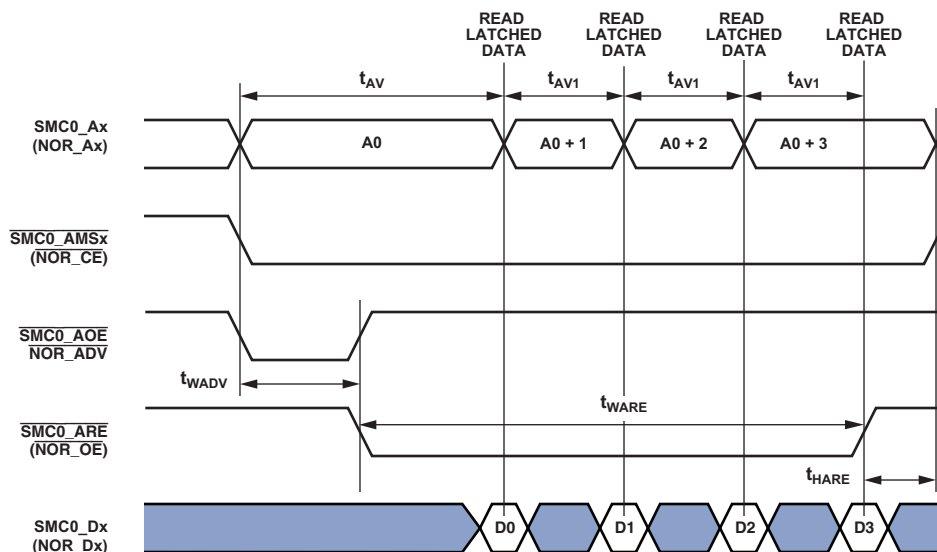 READ LATCHED DATA
READ LATCHED DATA
READ LATCHED DATA
READ LATCHED DATA
tAV
tAV1
tAV1
tAV1
SMC0_Ax
(NOR_Ax)
A0
A0 + 1
A0 + 2
A0 + 3
SMC0_AMSx
(NOR_CE)
SMC0_AOE
NOR_ADV
tWADV
tWARE
SMC0_ARE
(NOR_OE)
tHARE
SMC0_Dx
(NOR_Dx)
D0
D1
D2
D3